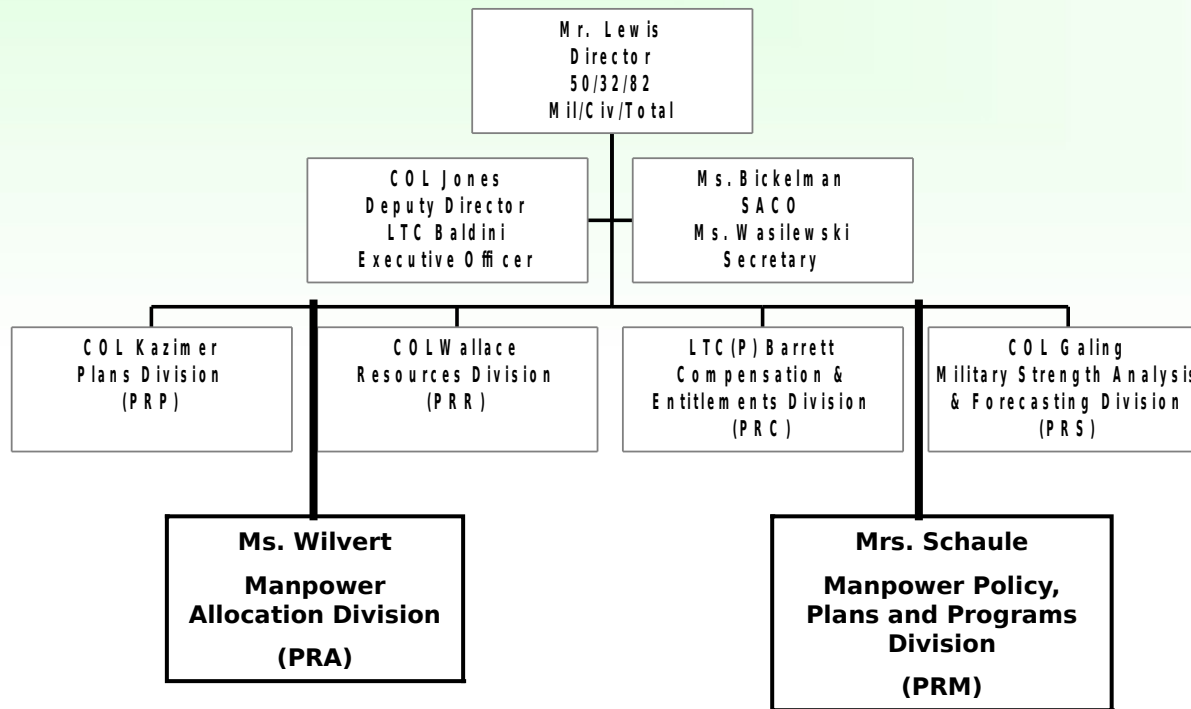 Mr. Lewis
Director
50/32/82
Mil/Civ/Total
COL Jones
Deputy Director
LTC Baldini
Executive Officer
Ms. Bickelman
SACO
Ms. Wasilewski
Secretary
COL Kazimer
Plans Division
(PRP)
COL Wallace
Resources Division
(PRR)
LTC(P) Barrett
Compensation &
Entitlements Division
(PRC)
COL Galing
Military Strength Analysis
& Forecasting Division
(PRS)
Ms. Wilvert
Manpower
Allocation Division
(PRA)
Mrs. Schaule
Manpower Policy,
Plans and Programs
Division
(PRM)